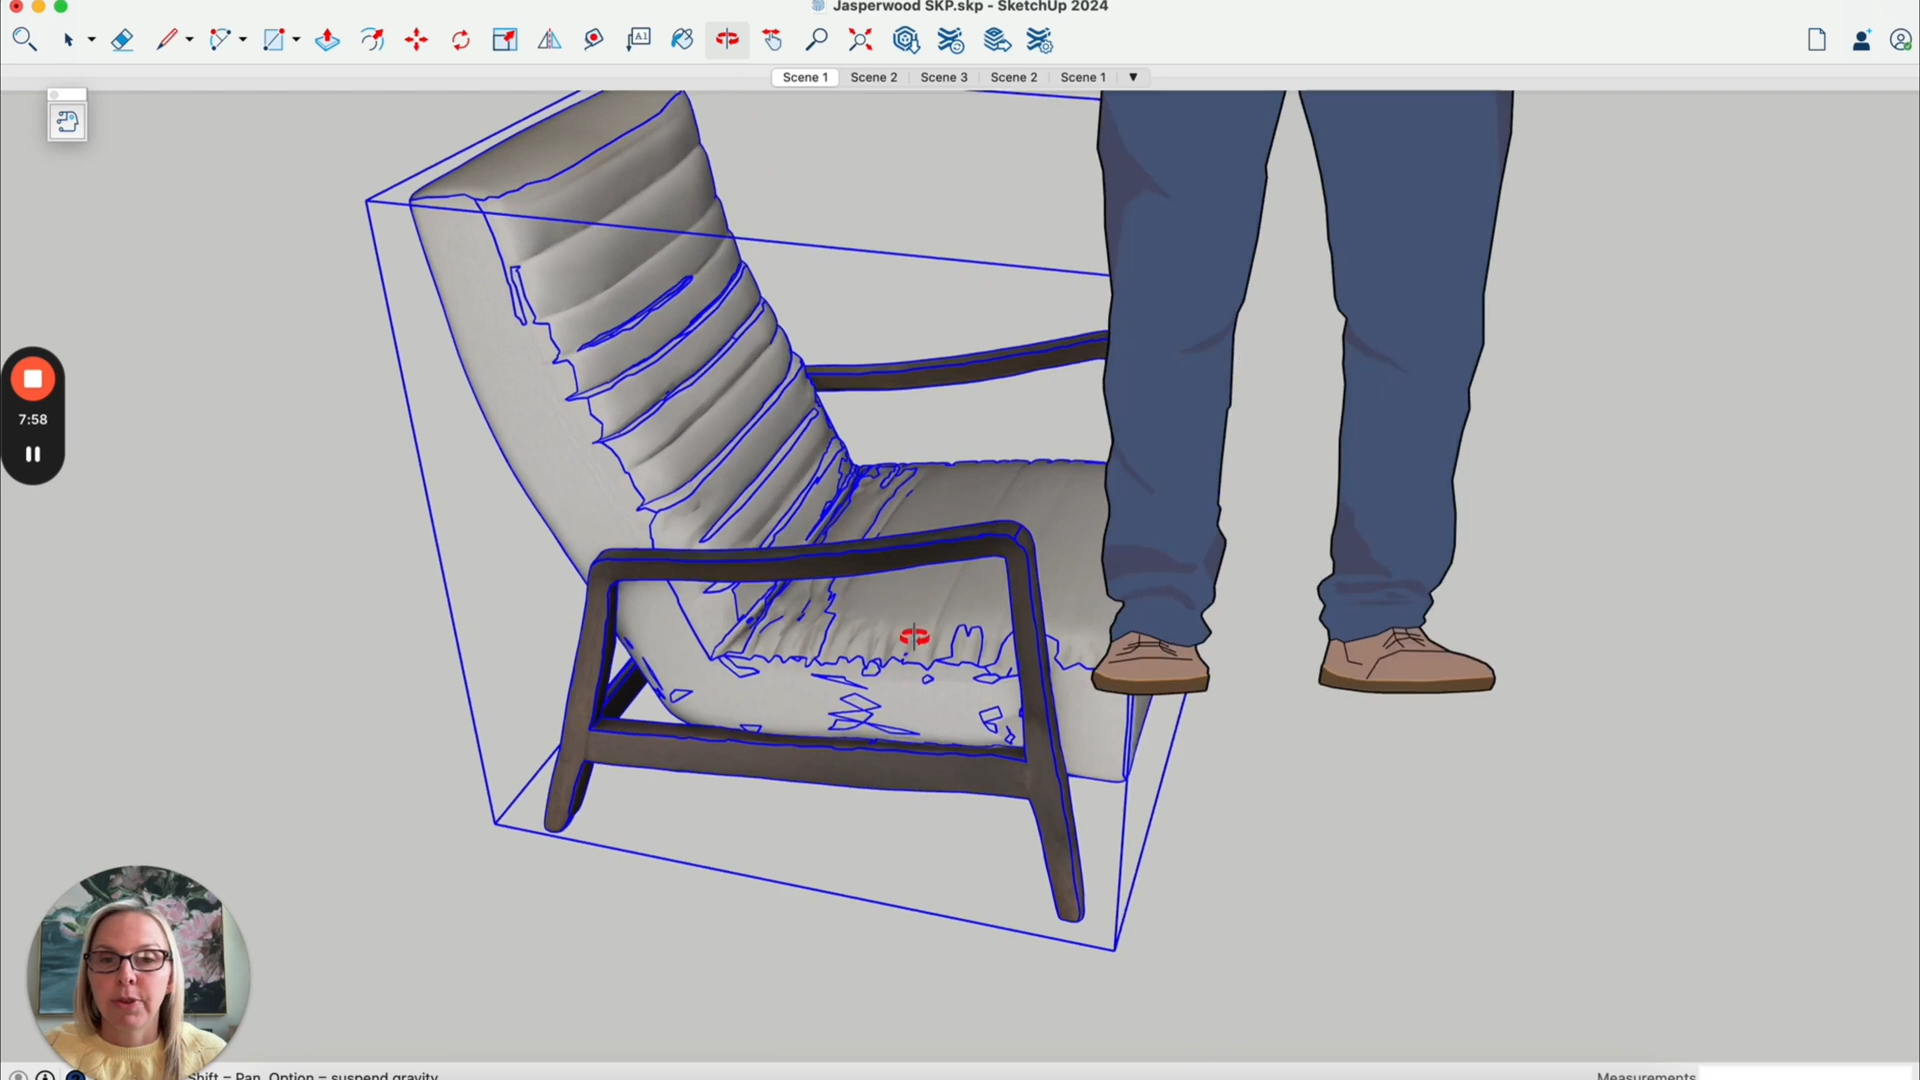 Jasperwood SKP.skp - SketchUp 2024
A1
Scene 1
Scene 2
Scene 3
Scene 2
Scene 1
7:58
Shift = Pan, Option = suspend gravity
Measurements